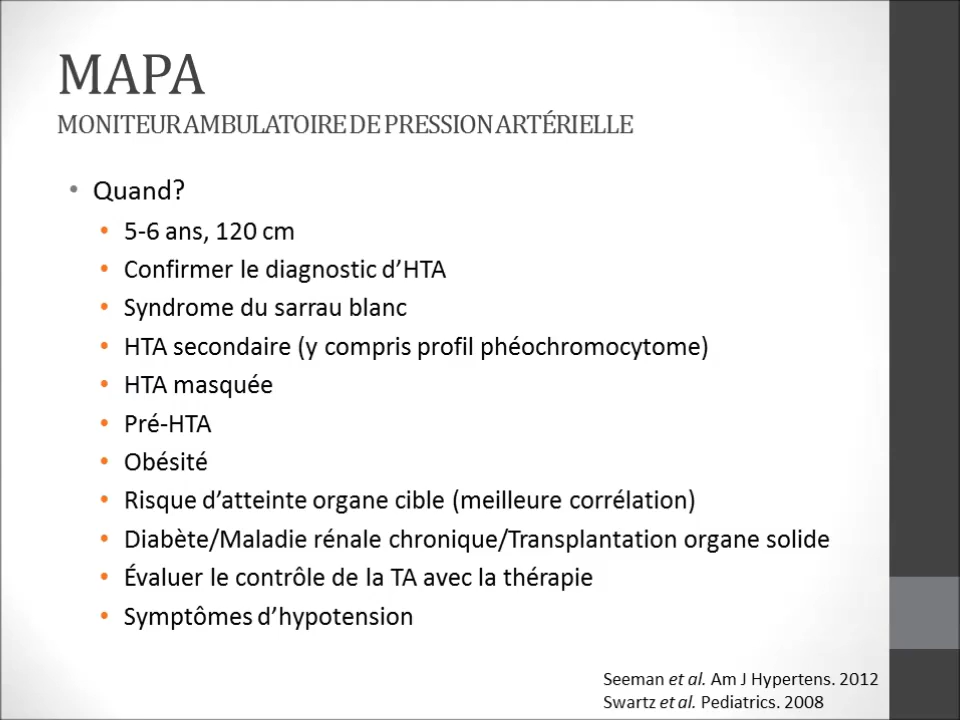 MAPA
MONITEUR AMBULATOIRE DE PRESSION ARTÉRIELLE
• Quand?
• 5-6 ans, 120 cm
• Confirmer le diagnostic d’HTA
• Syndrome du sarrau blanc
• HTA secondaire (y compris profil phéochromocytome)
• HTA masquée
• Pré-HTA
• Obésité
• Risque d’atteinte organe cible (meilleure corrélation)
• Diabète/Maladie rénale chronique/Transplantation organe solide
• Évaluer le contrôle de la TA avec la thérapie
• Symptômes d’hypotension
Seeman et al. Am J Hypertens. 2012
Swartz et al. Pediatrics. 2008